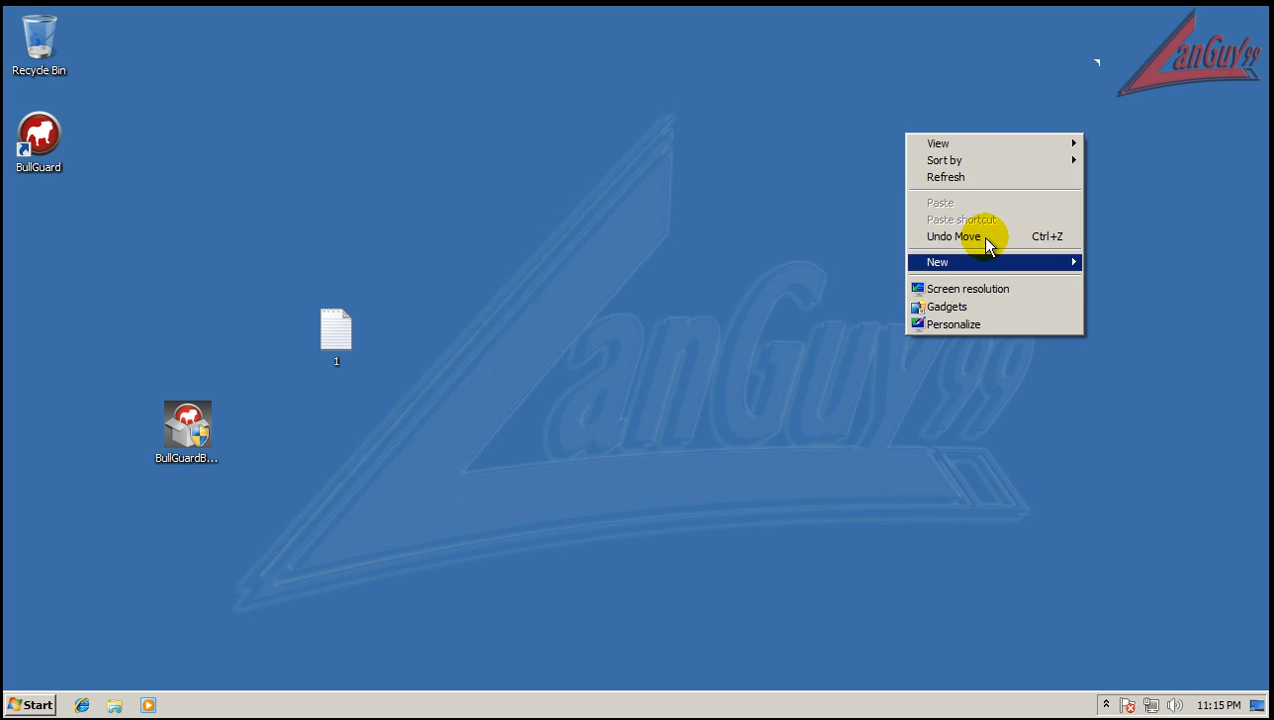 Recycle Bin
LanGuy99
BullGuard
View
Sort by
Refresh
Paste
Paste shortcut
Undo Move Ctrl+Z
New
Screen resolution
Gadgets
Personalize
1
LanGuy99
BullGuardB...
Start
11:15 PM